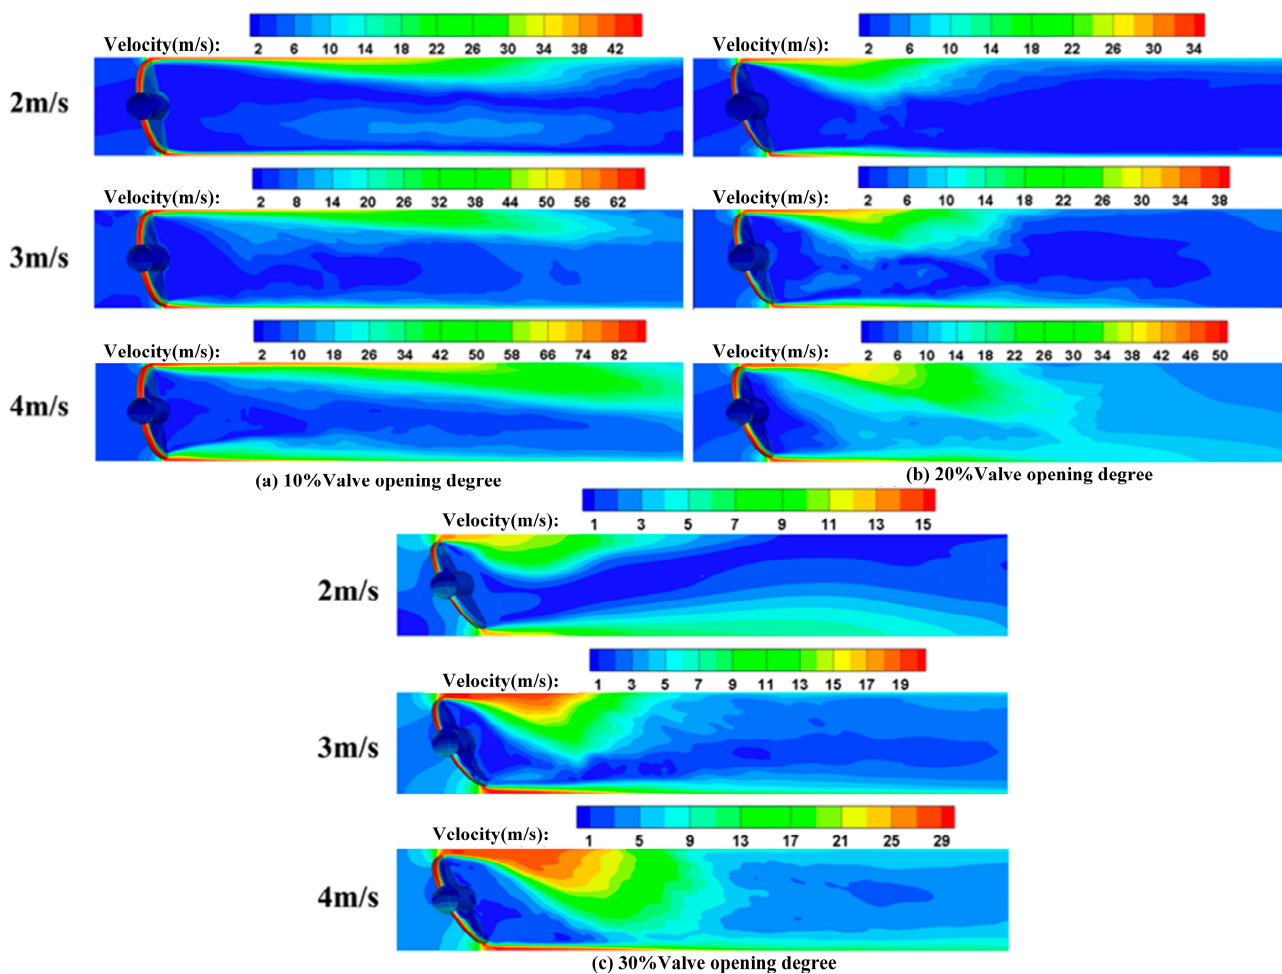 Velocity(m/s): 2 6 10 14 18 22 26 30 34 38 42
2m/s
Velocity(m/s): 2 8 14 20 26 32 38 44 50 56 62
3m/s
Velocity(m/s): 2 10 18 26 34 42 50 58 66 74 82
4m/s
(a) 10%Valve opening degree
Velocity(m/s): 2 6 10 14 18 22 26 30 34
Velocity(m/s): 2 6 10 14 18 22 26 30 34 38
Velocity(m/s): 2 6 10 14 18 22 26 30 34 38 42 46 50
(b) 20%Valve opening degree
Velocity(m/s): 1 3 5 7 9 11 13 15
2m/s
Velocity(m/s): 1 3 5 7 9 11 13 15 17 19
3m/s
Velocity(m/s): 1 5 9 13 17 21 25 29
4m/s
(c) 30%Valve opening degree